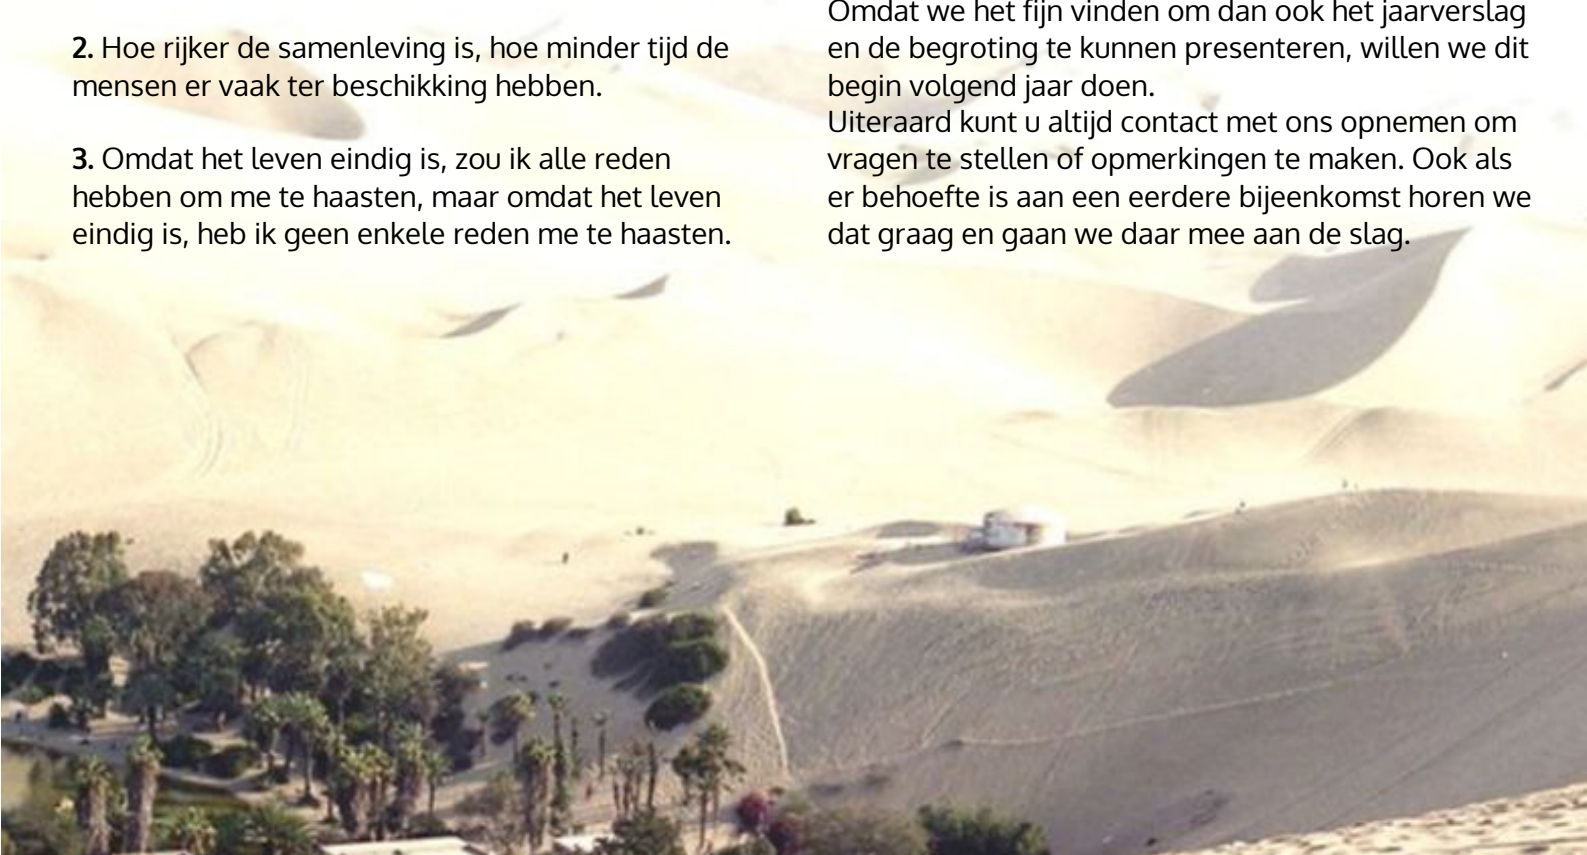 2. Hoe rijker de samenleving is, hoe minder tijd de
mensen er vaak ter beschikking hebben.
3. Omdat het leven eindig is, zou ik alle reden
hebben om me te haasten, maar omdat het leven
eindig is, heb ik geen enkele reden me te haasten.
Omdat we het fijn vinden om dan ook het jaarverslag
en de begroting te kunnen presenteren, willen we dit
begin volgend jaar doen.
Uiteraard kunt u altijd contact met ons opnemen om
vragen te stellen of opmerkingen te maken. Ook als
er behoefte is aan een eerdere bijeenkomst horen we
dat graag en gaan we daar mee aan de slag.